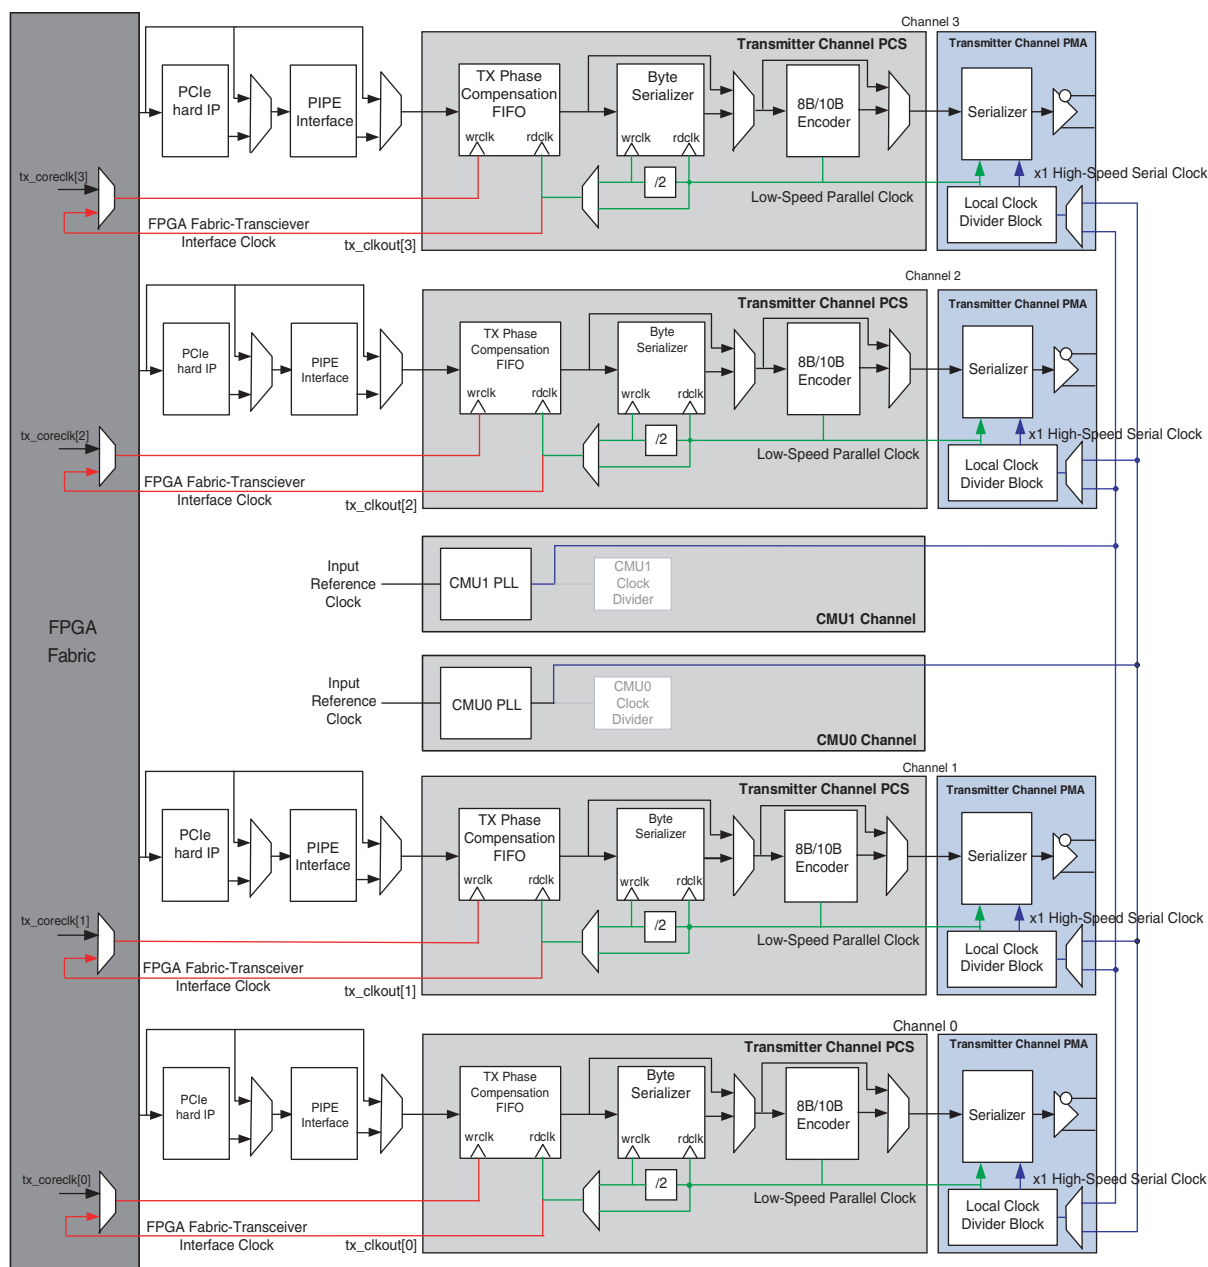 Channel 3
Transmitter Channel PCS
Transmitter Channel PMA
PCIe
hard IP
PIPE
Interface
TX Phase
Compensation
FIFO
wrclk
rdclk
Byte
Serializer
wrclk
rdclk
/2
8B/10B
Encoder
Serializer
tx_coreclk[3]
FPGA Fabric-Transciever
Interface Clock
tx_clkout[3]
Low-Speed Parallel Clock
x1 High-Speed Serial Clock
Local Clock
Divider Block
Channel 2
Transmitter Channel PCS
Transmitter Channel PMA
PCIe
hard IP
PIPE
Interface
TX Phase
Compensation
FIFO
wrclk
rdclk
Byte
Serializer
wrclk
rdclk
/2
8B/10B
Encoder
Serializer
tx_coreclk[2]
FPGA Fabric-Transciever
Interface Clock
tx_clkout[2]
Low-Speed Parallel Clock
x1 High-Speed Serial Clock
Local Clock
Divider Block
FPGA
Fabric
Input
Reference
Clock
CMU1 PLL
CMU1
Clock
Divider
CMU1 Channel
Input
Reference
Clock
CMU0 PLL
CMU0
Clock
Divider
CMU0 Channel
Channel 1
Transmitter Channel PCS
Transmitter Channel PMA
PCIe
hard IP
PIPE
Interface
TX Phase
Compensation
FIFO
wrclk
rdclk
Byte
Serializer
wrclk
rdclk
/2
8B/10B
Encoder
Serializer
tx_coreclk[1]
FPGA Fabric-Transceiver
Interface Clock
tx_clkout[1]
Low-Speed Parallel Clock
x1 High-Speed Serial Clock
Local Clock
Divider Block
Channel 0
Transmitter Channel PCS
Transmitter Channel PMA
PCIe
hard IP
PIPE
Interface
TX Phase
Compensation
FIFO
wrclk
rdclk
Byte
Serializer
wrclk
rdclk
/2
8B/10B
Encoder
Serializer
tx_coreclk[0]
FPGA Fabric-Transceiver
Interface Clock
tx_clkout[0]
Low-Speed Parallel Clock
x1 High-Speed Serial Clock
Local Clock
Divider Block